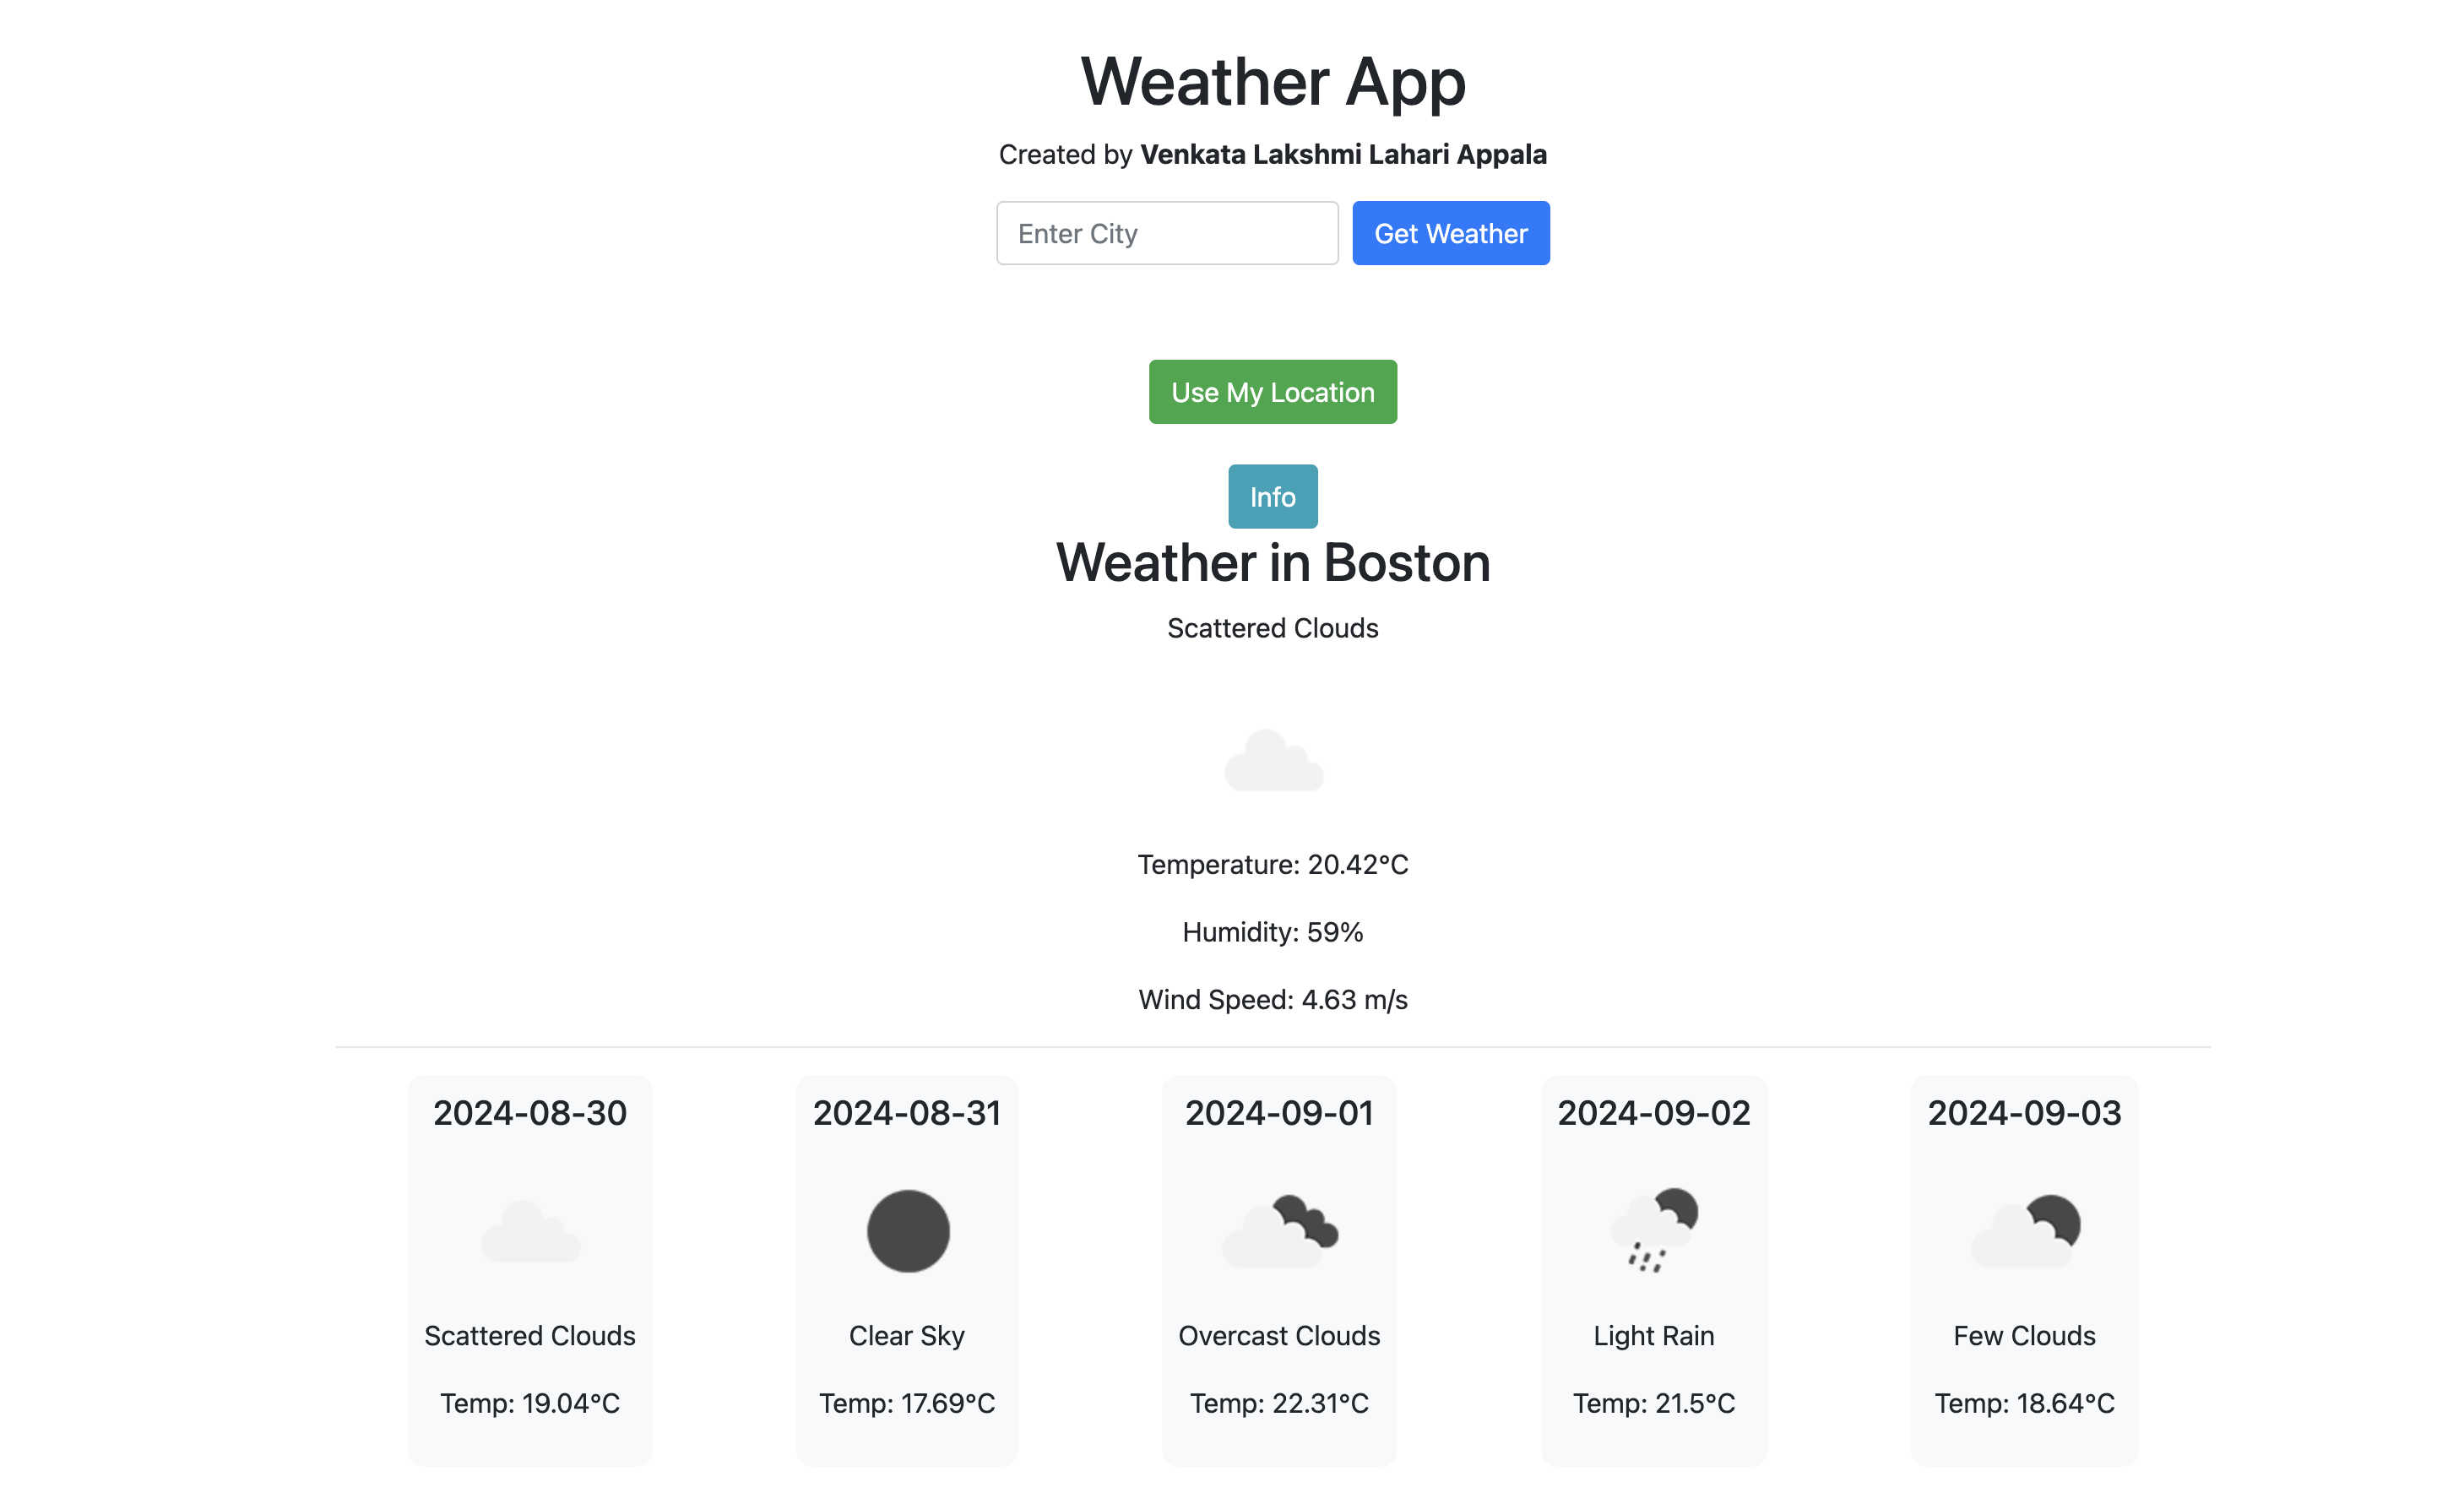 Weather App
Created by Venkata Lakshmi Lahari Appala
Enter City
Get Weather
Use My Location
Info
Weather in Boston
Scattered Clouds
Temperature: 20.42°C
Humidity: 59%
Wind Speed: 4.63 m/s
2024-08-30
Scattered Clouds
Temp: 19.04°C
2024-08-31
Clear Sky
Temp: 17.69°C
2024-09-01
Overcast Clouds
Temp: 22.31°C
2024-09-02
Light Rain
Temp: 21.5°C
2024-09-03
Few Clouds
Temp: 18.64°C